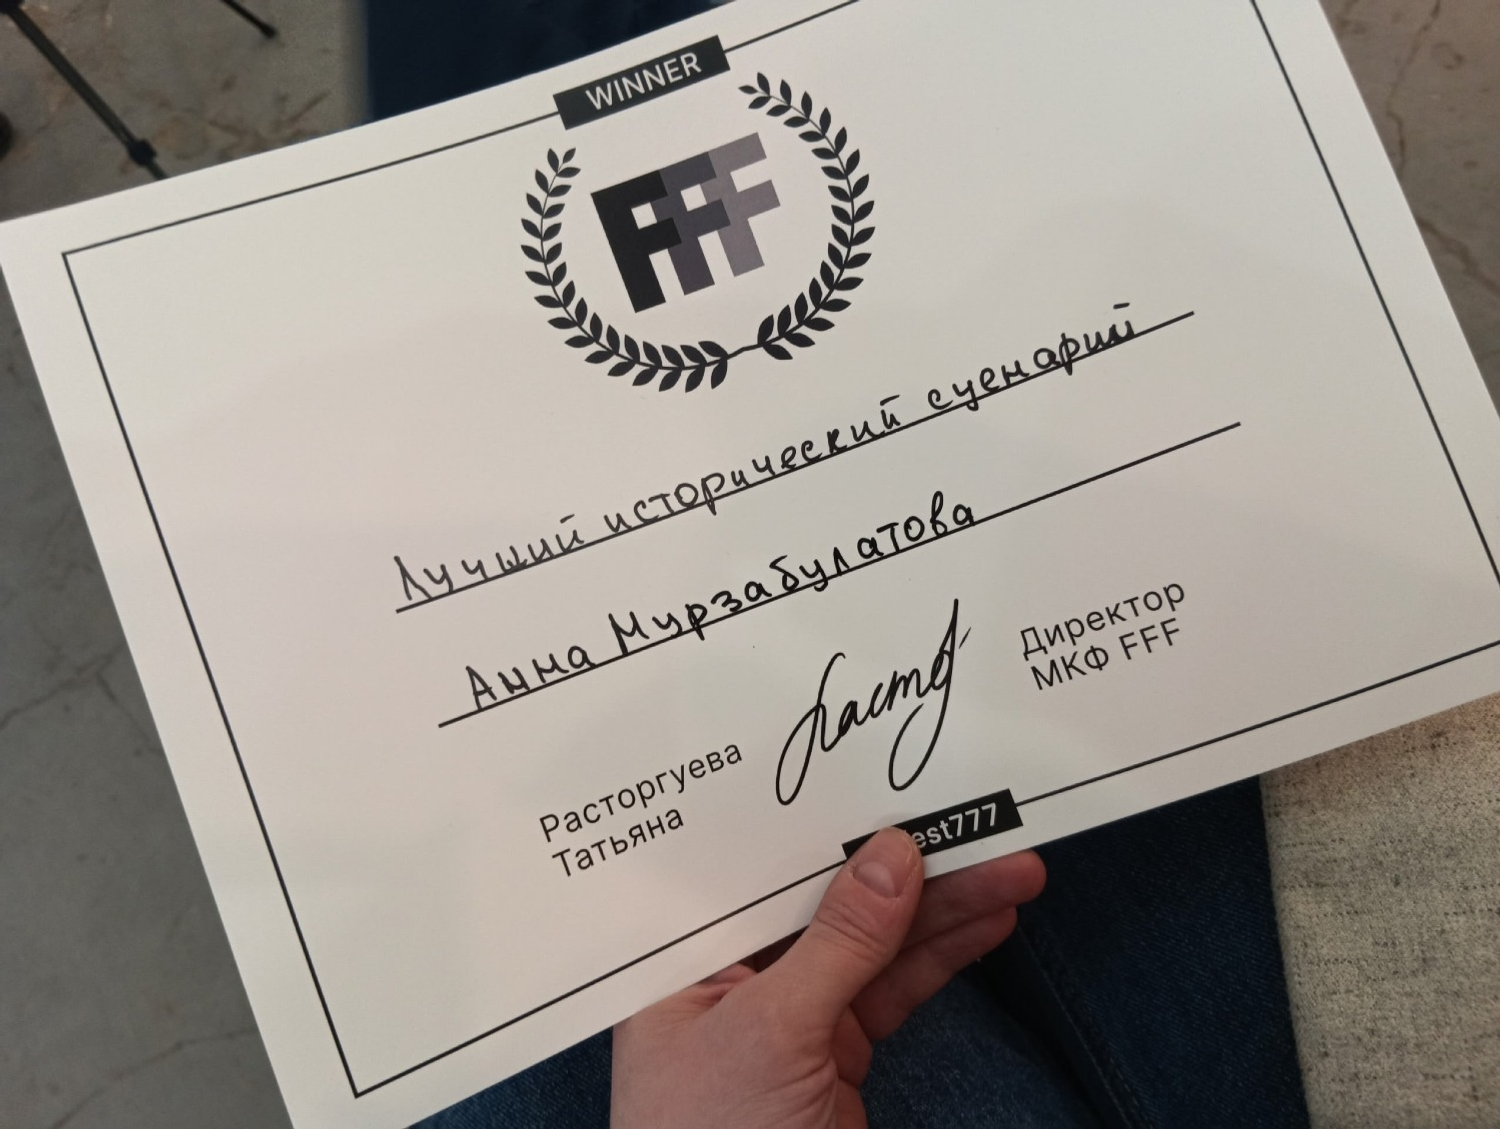 WINNER
FFF
Лучший исторический сценарий
Анна Мурзабулатова
Расторгуева
Татьяна
Директор
МКФ FFF